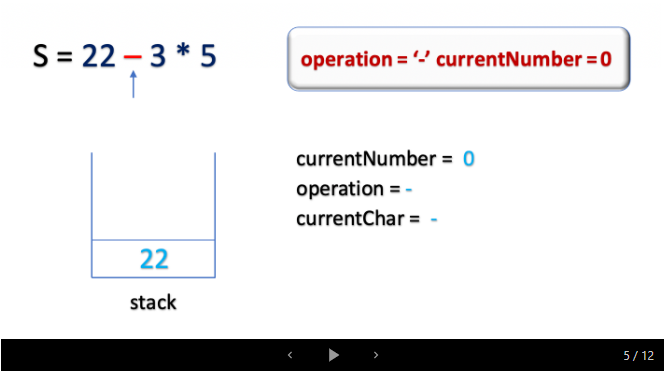 S = 22 – 3 * 5
operation = ‘-’ currentNumber = 0
currentNumber = 0
operation = -
currentChar = -
22
stack
5 / 12